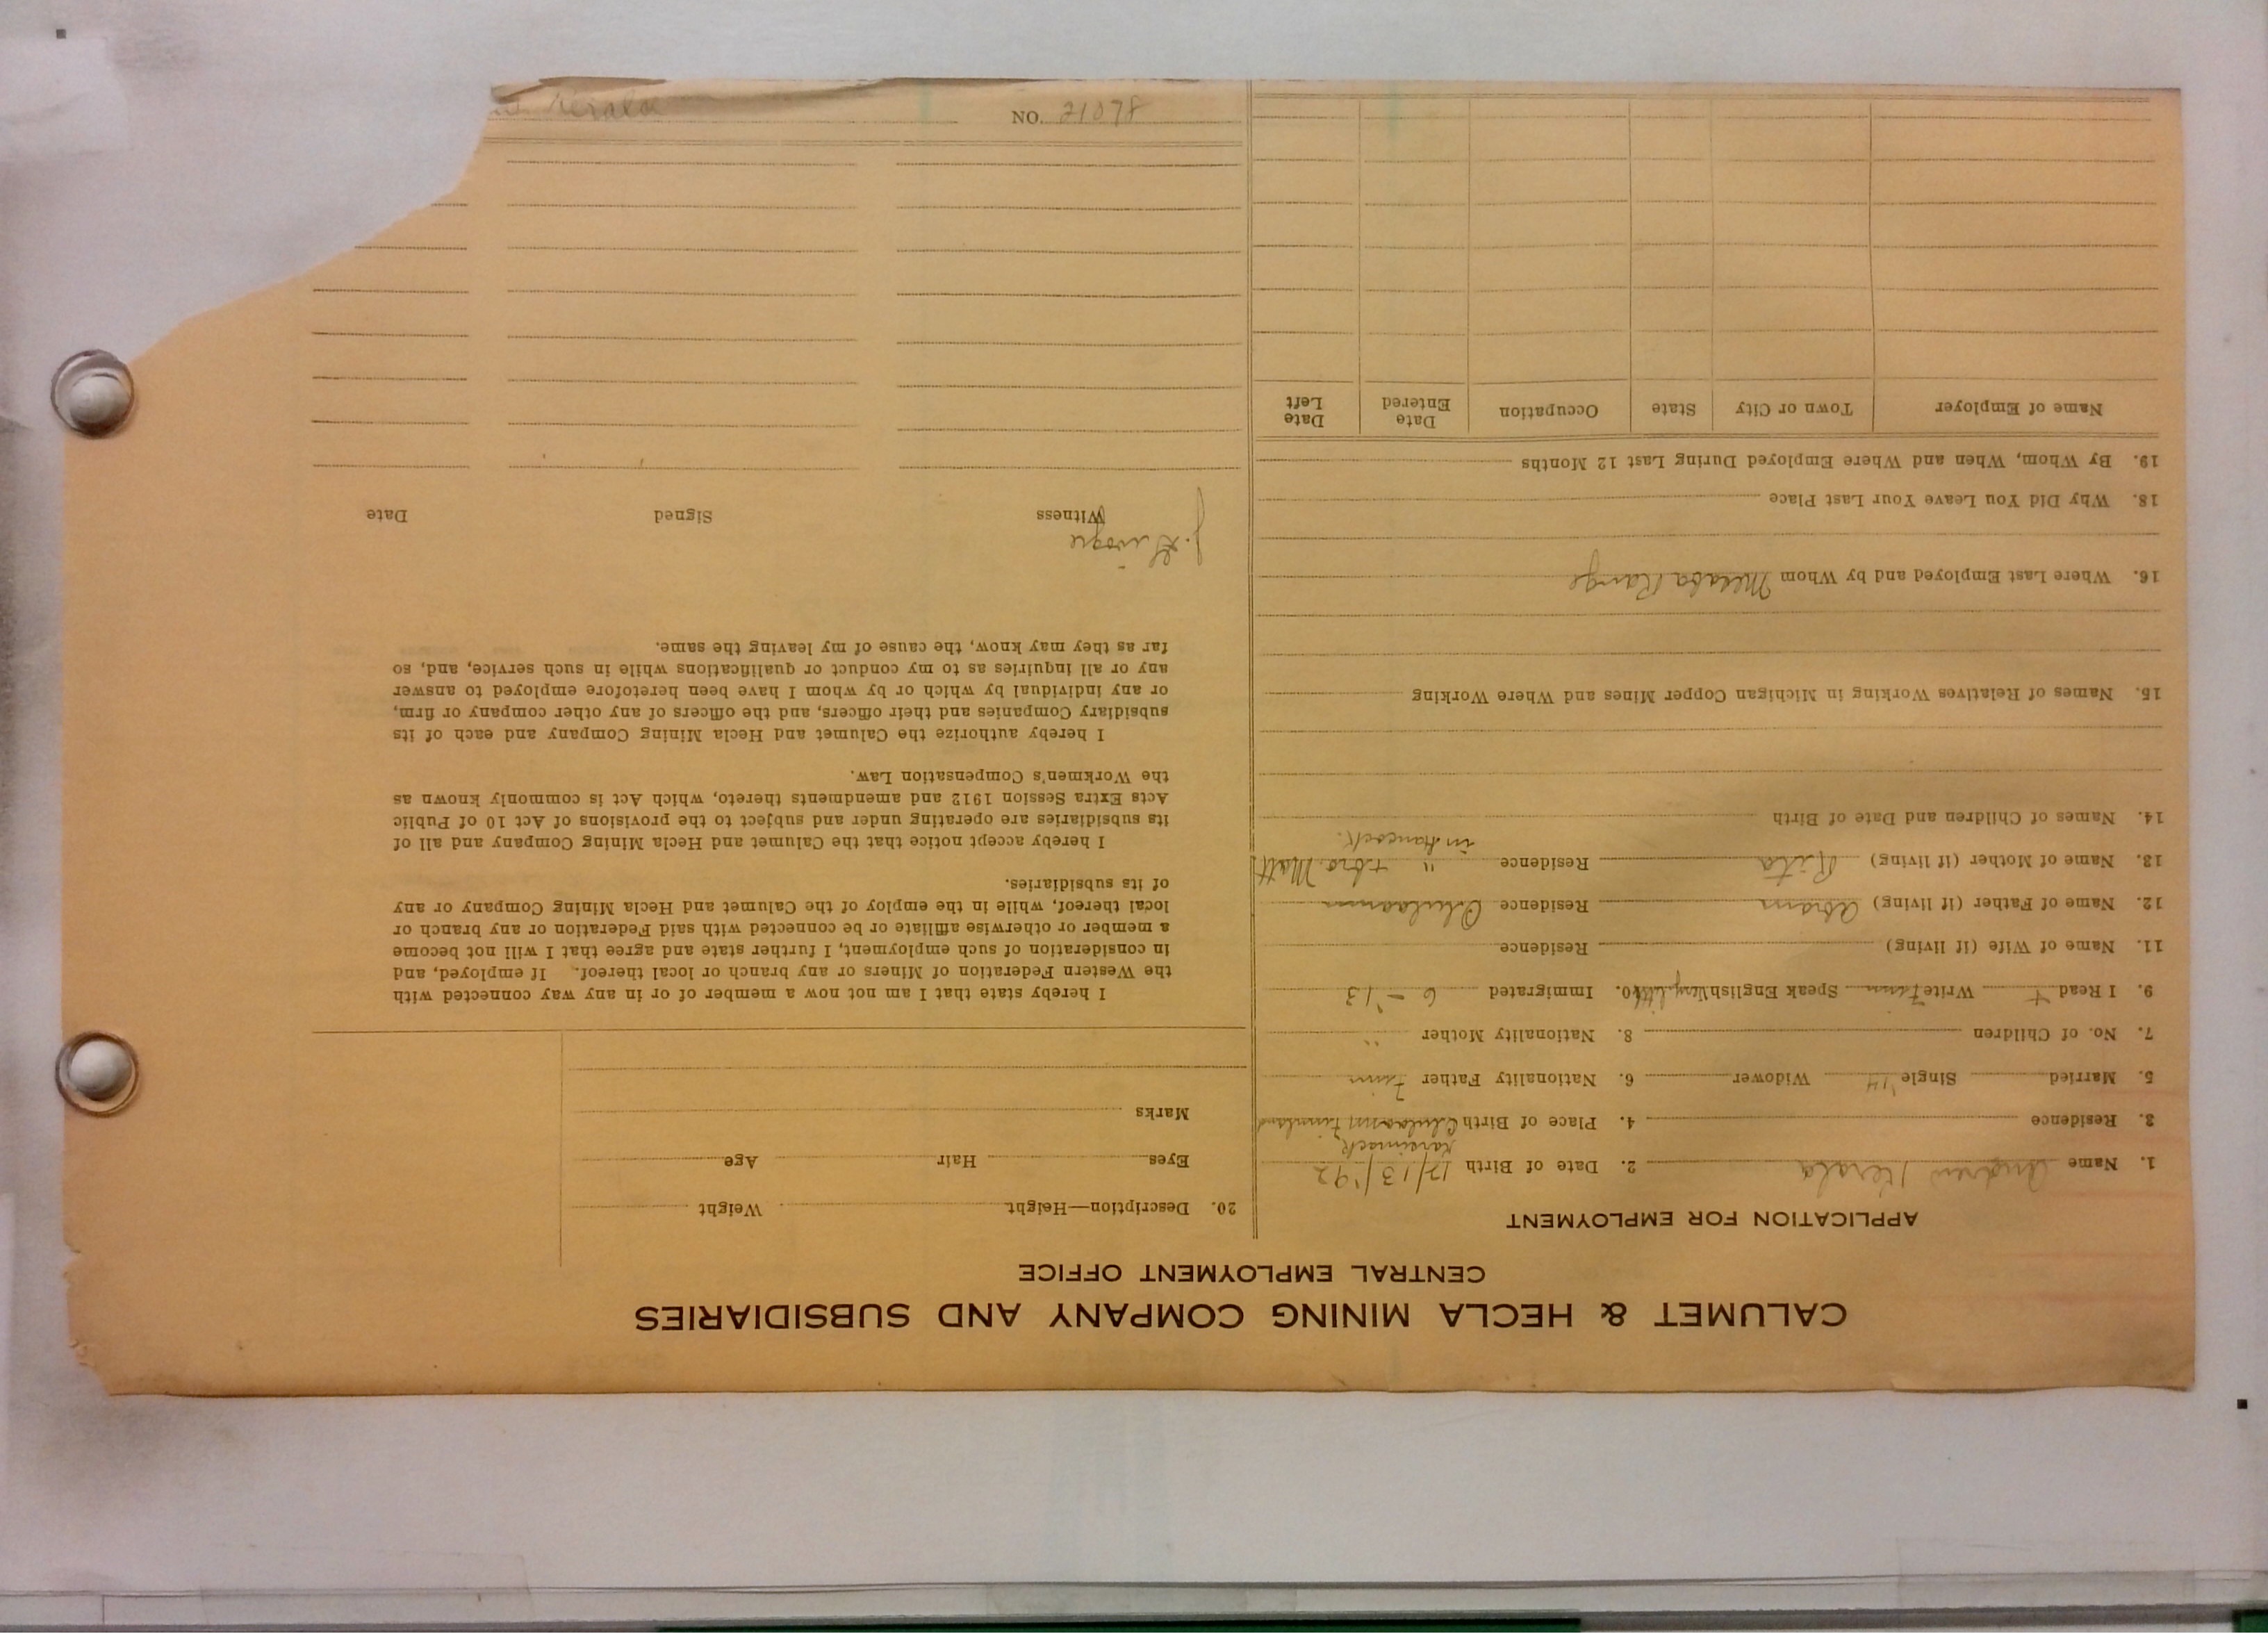 CALUMET & HECLA MINING COMPANY AND SUBSIDIARIES
CENTRAL EMPLOYMENT OFFICE
APPLICATION FOR EMPLOYMENT
1. Name Andrew Kerala 2. Date of Birth 12/13/'92
3. Residence 4. Place of Birth Finnland
5. Married Single '14 Widower 6. Nationality Father Finn
7. No. of Children 8. Nationality Mother "
9. I Read + Write Finn Speak English Very little 10. Immigrated 6 - '13
11. Name of Wife (if living) Residence
12. Name of Father (if living) Abram Residence
13. Name of Mother (if living) Rita Residence " + bro. Matt
in Hancock.
14. Names of Children and Date of Birth
15. Names of Relatives Working in Michigan Copper Mines and Where Working
16. Where Last Employed and by Whom Mesaba Range
18. Why Did You Leave Your Last Place
19. By Whom, When and Where Employed During Last 12 Months
Name of Employer Town or City State Occupation Date Entered Date Left
20. Description—Height Weight
Eyes Hair Age
Marks
I hereby state that I am not now a member of or in any way connected with
the Western Federation of Miners or any branch or local thereof. If employed, and
in consideration of such employment, I further state and agree that I will not become
a member or otherwise affiliate or be connected with said Federation or any branch or
local thereof, while in the employ of the Calumet and Hecla Mining Company or any
of its subsidiaries.
I hereby accept notice that the Calumet and Hecla Mining Company and all of
its subsidiaries are operating under and subject to the provisions of Act 10 of Public
Acts Extra Session 1912 and amendments thereto, which Act is commonly known as
the Workmen's Compensation Law.
I hereby authorize the Calumet and Hecla Mining Company and each of its
subsidiary Companies and their officers, and the officers of any other company or firm,
or any individual by which or by whom I have been heretofore employed to answer
any or all inquiries as to my conduct or qualifications while in such service, and, so
far as they may know, the cause of my leaving the same.
Witness Signed Date
NO. 21078
Kerala